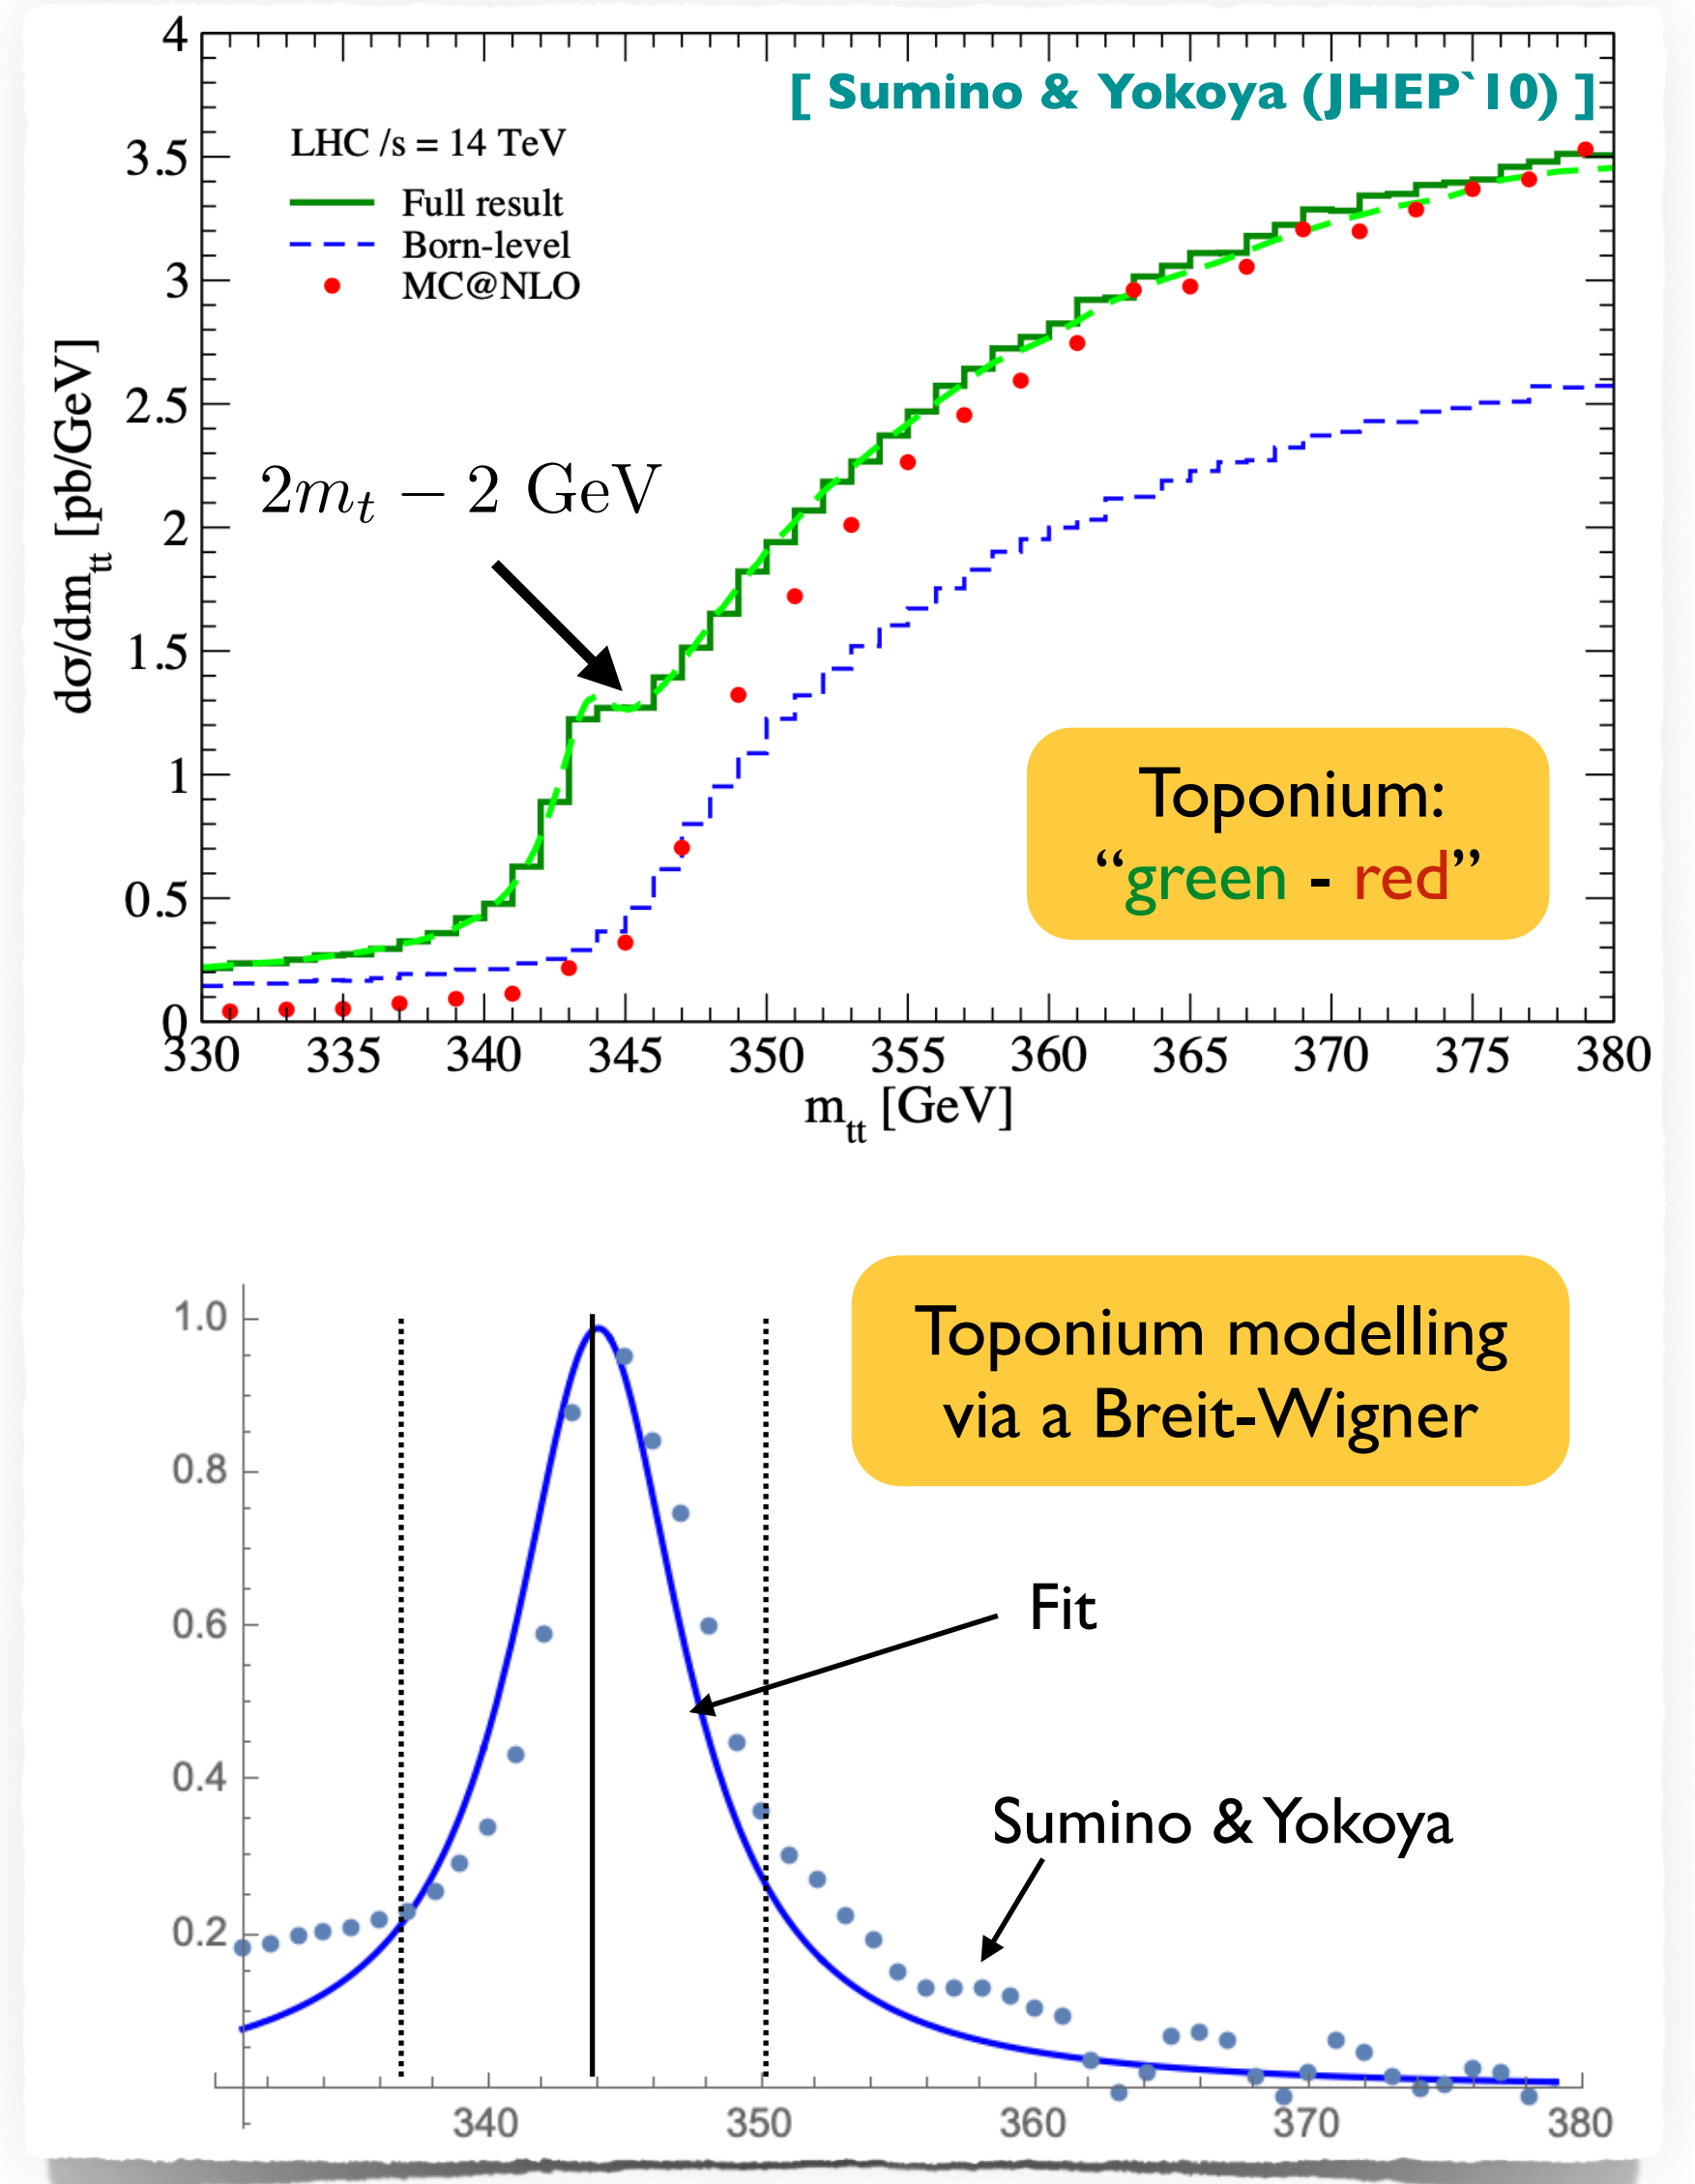 [ Sumino & Yokoya (JHEP`10) ]
LHC /s = 14 TeV
Full result
Born-level
MC@NLO
2m_t − 2 GeV
Toponium:
“green - red”
dσ/dm_tt [pb/GeV]
4
3.5
3
2.5
2
1.5
1
0.5
0
330 335 340 345 350 355 360 365 370 375 380
m_tt [GeV]
Toponium modelling
via a Breit-Wigner
Fit
Sumino & Yokoya
1.0
0.8
0.6
0.4
0.2
340 350 360 370 380